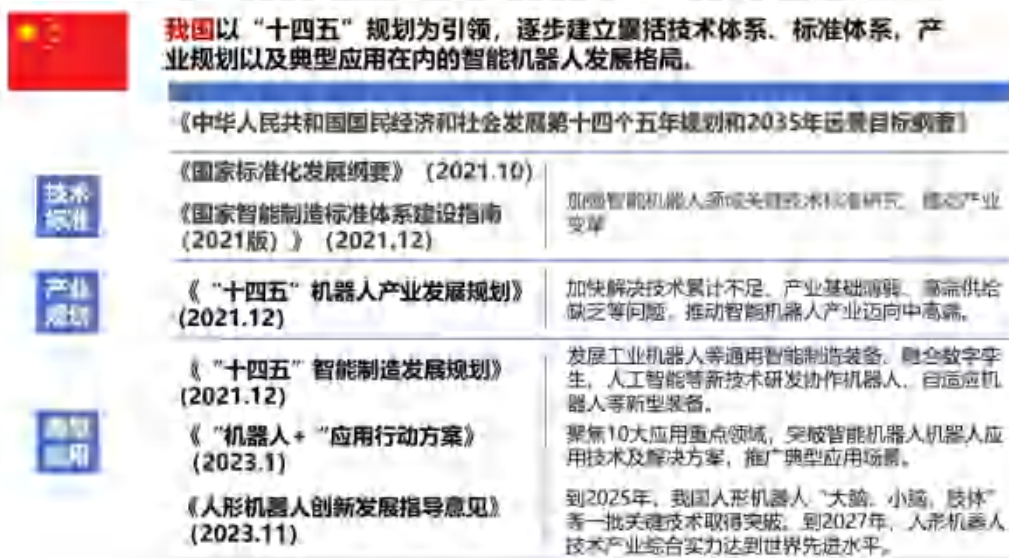 我国以“十四五”规划为引领，逐步建立囊括技术体系、标准体系、产
业规划以及典型应用在内的智能机器人发展格局。
《中华人民共和国国民经济和社会发展第十四个五年规划和2035年远景目标纲要》
技术
标准
《国家标准化发展纲要》（2021.10）
《国家智能制造标准体系建设指南
(2021版)》（2021.12）
加强智能机器人领域关键技术标准研究，推动产业
变革
产业
规划
《“十四五”机器人产业发展规划》
(2021.12)
加快解决技术累计不足、产业基础薄弱、高端供给
缺乏等问题，推动智能机器人产业迈向中高端。
典型
应用
《“十四五”智能制造发展规划》
(2021.12)
发展工业机器人等通用智能制造装备，融合数字孪
生、人工智能等新技术研发协作机器人、自适应机
器人等新型装备。
《“机器人+“应用行动方案》
(2023.1)
聚焦10大应用重点领域，突破智能机器人机器人应
用技术及解决方案，推广典型应用场景。
《人形机器人创新发展指导意见》
(2023.11)
到2025年，我国人形机器人“大脑、小脑、肢体”
等一批关键技术取得突破。到2027年，人形机器人
技术产业综合实力达到世界先进水平。